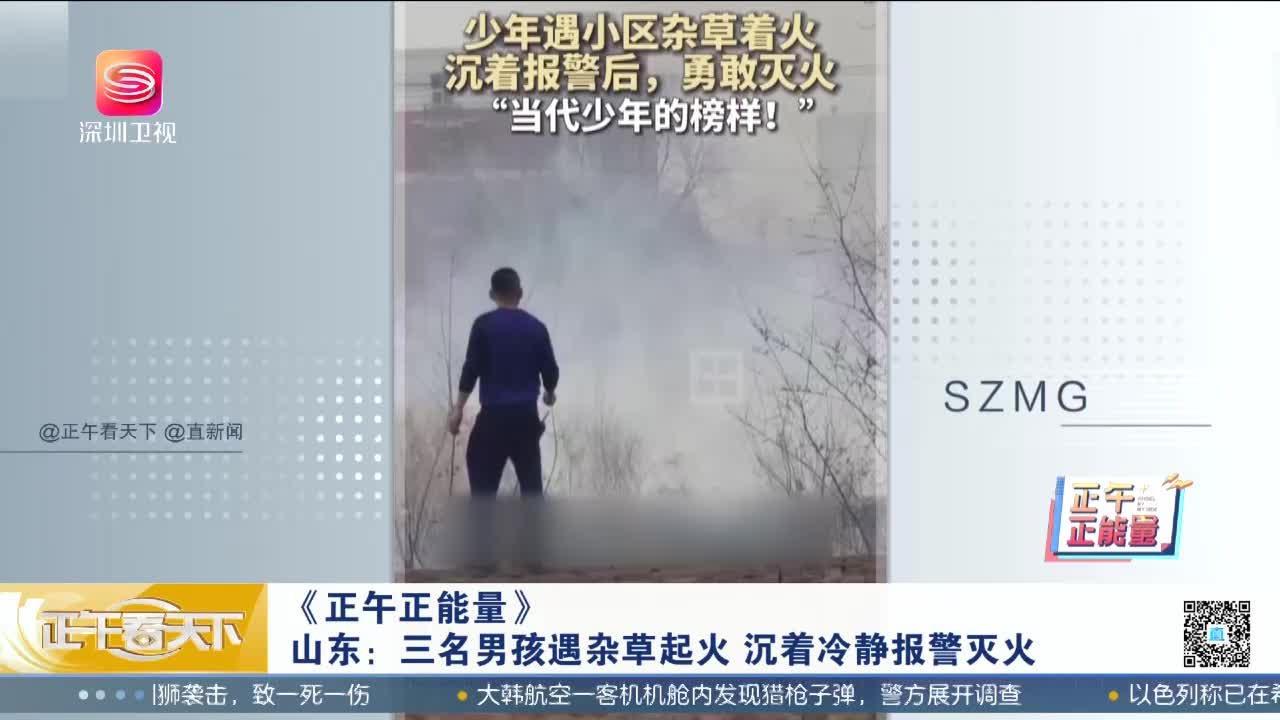 少年遇小区杂草着火
沉着报警后，勇敢灭火
“当代少年的榜样！”
深圳卫视
SZMG
@正午看天下 @直新闻
正午
正能量
正午看天下
《正午正能量》
山东：三名男孩遇杂草起火 沉着冷静报警灭火
狮袭击，致一死一伤
大韩航空一客机机舱内发现猎枪子弹，警方展开调查
以色列称已在希